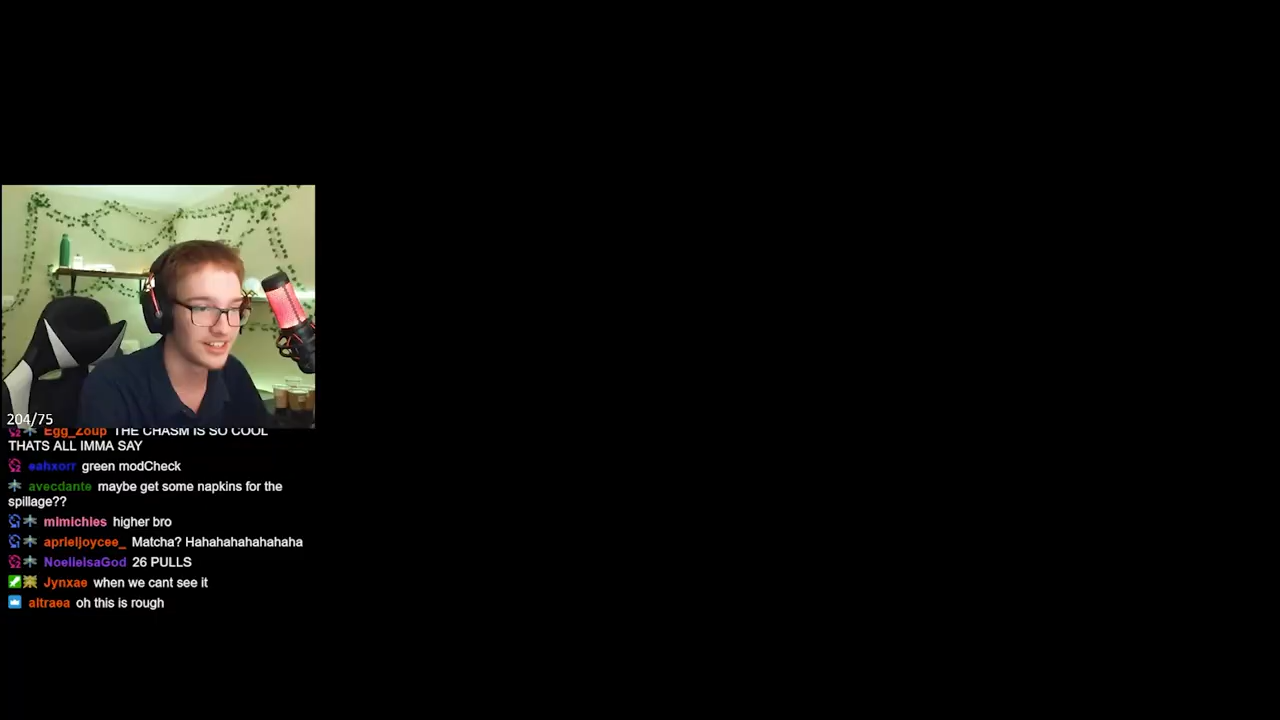 204/75
Egg_Zoup THE CHASM IS SO COOL
THATS ALL IMMA SAY
eahxorr green modCheck
avecdante maybe get some napkins for the
spillage??
mimichies higher bro
aprieljoycee_ Matcha? Hahahahahahaha
NoelleIsaGod 26 PULLS
Jynxae when we cant see it
altraea oh this is rough